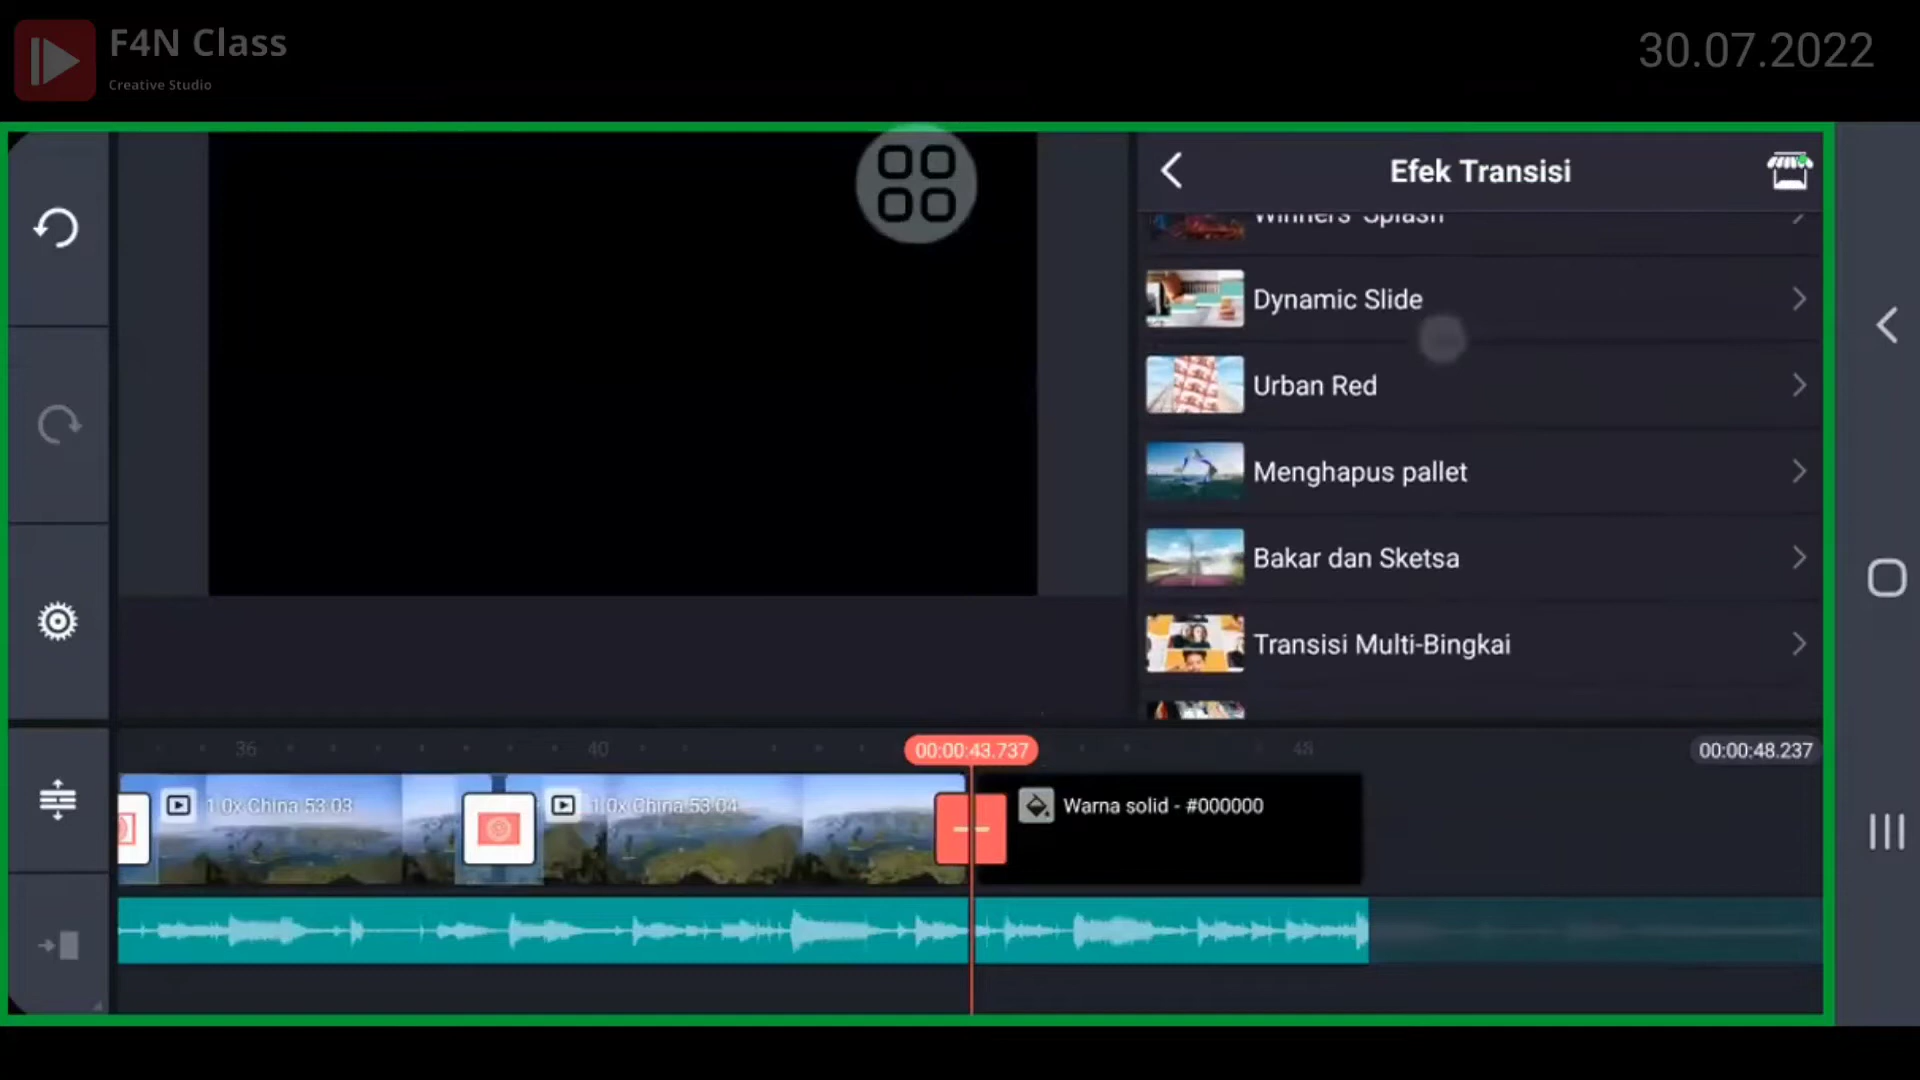 F4N Class
Creative Studio
30.07.2022
Efek Transisi
Winners' Splash
Dynamic Slide
Urban Red
Menghapus pallet
Bakar dan Sketsa
Transisi Multi-Bingkai
36
40
00:00:43.737
48
00:00:48.237
1.0x China 53.03
1.0x China 53.04
Warna solid - #000000